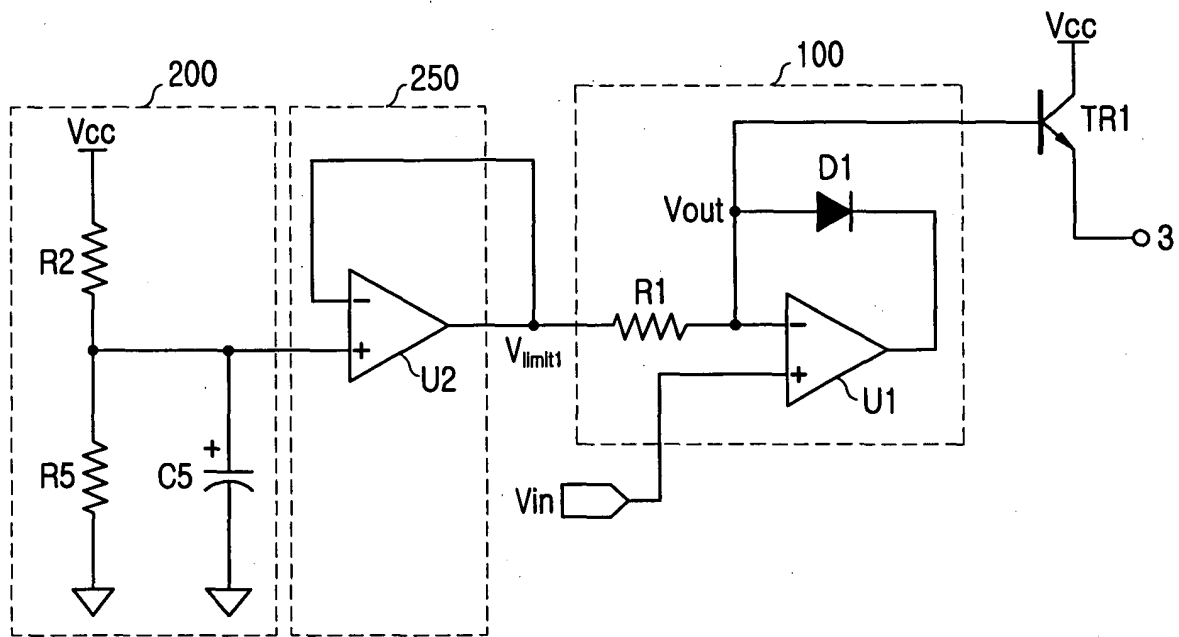 200
250
100
Vcc
Vcc
TR1
D1
Vout
3
R2
R1
−
−
Vlimit1
+
U2
+
U1
R5
+
C5
Vin